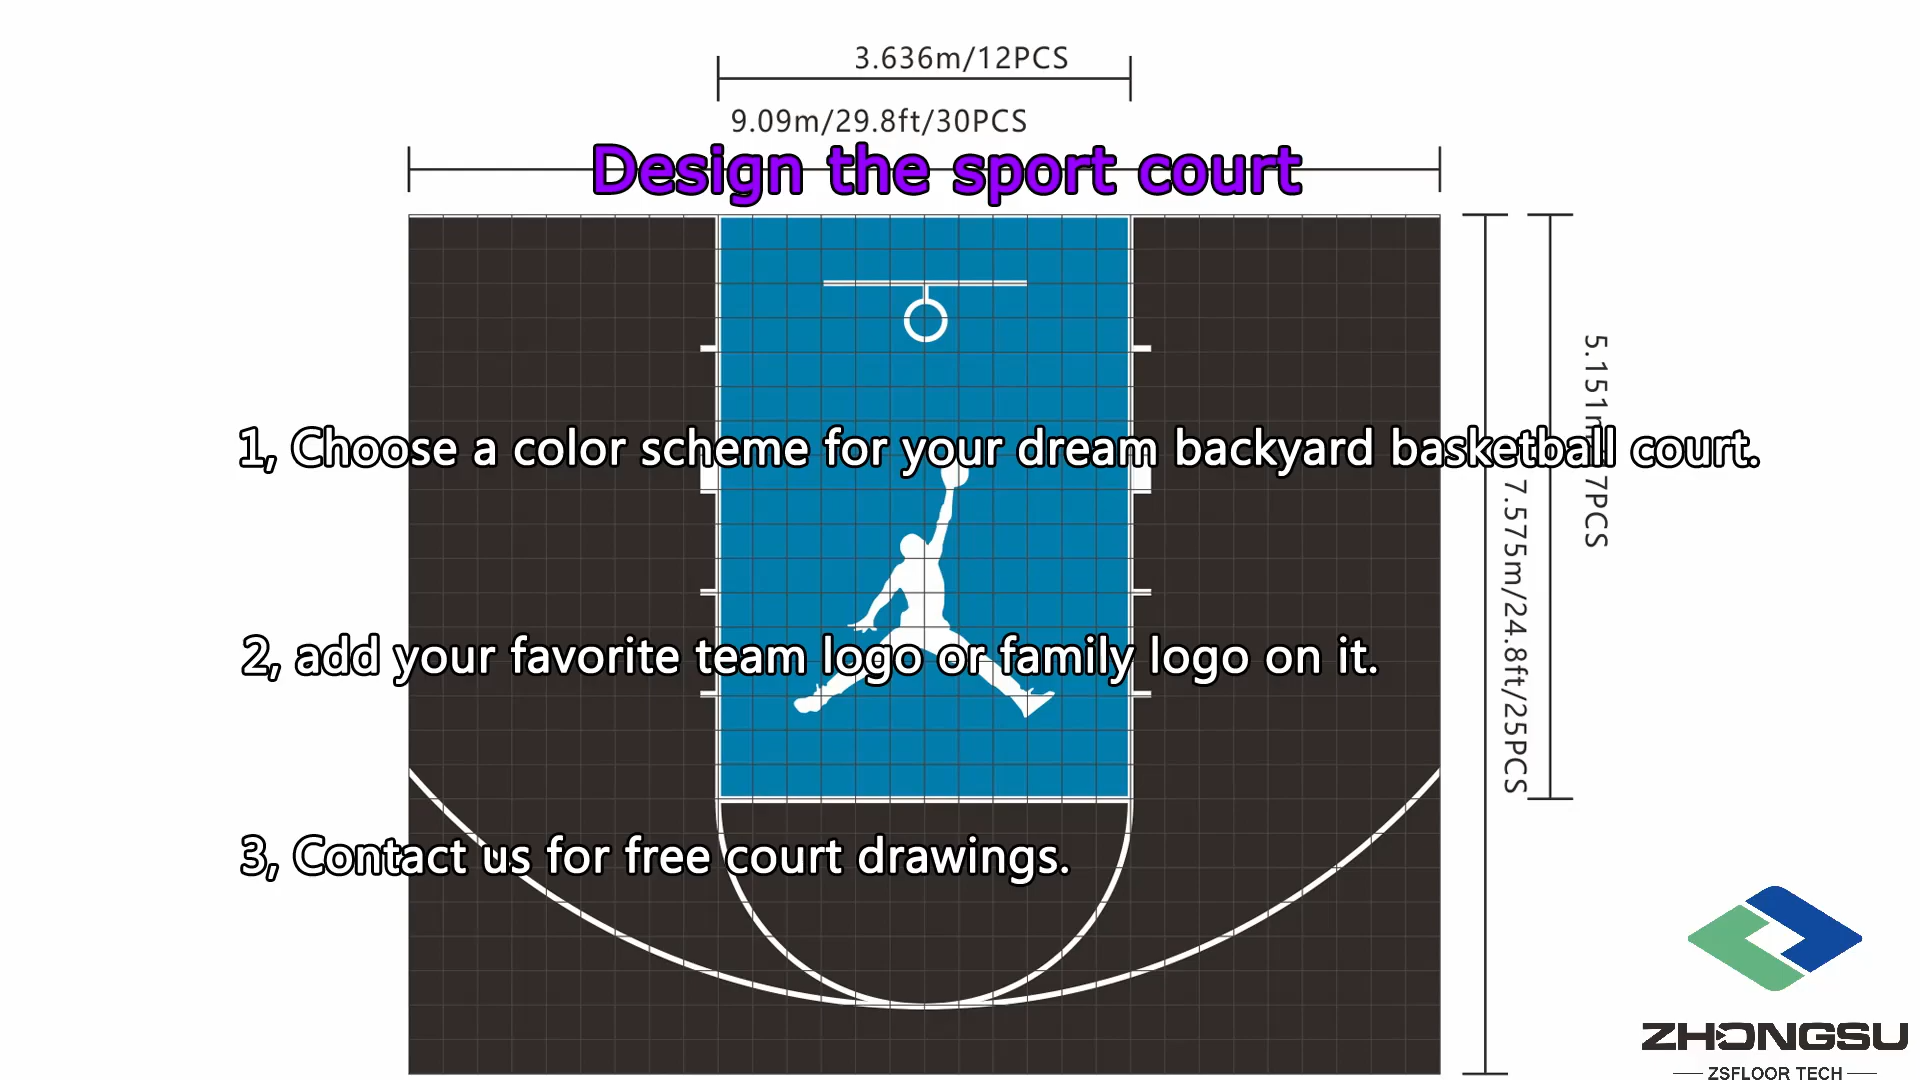 3.636m/12PCS
9.09m/29.8ft/30PCS
Design the sport court
1, Choose a color scheme for your dream backyard basketball court.
5.151m 7PCS
7.575m/24.8ft/25PCS
2, add your favorite team logo or family logo on it.
3, Contact us for free court drawings.
ZHONGSU
ZSFLOOR TECH